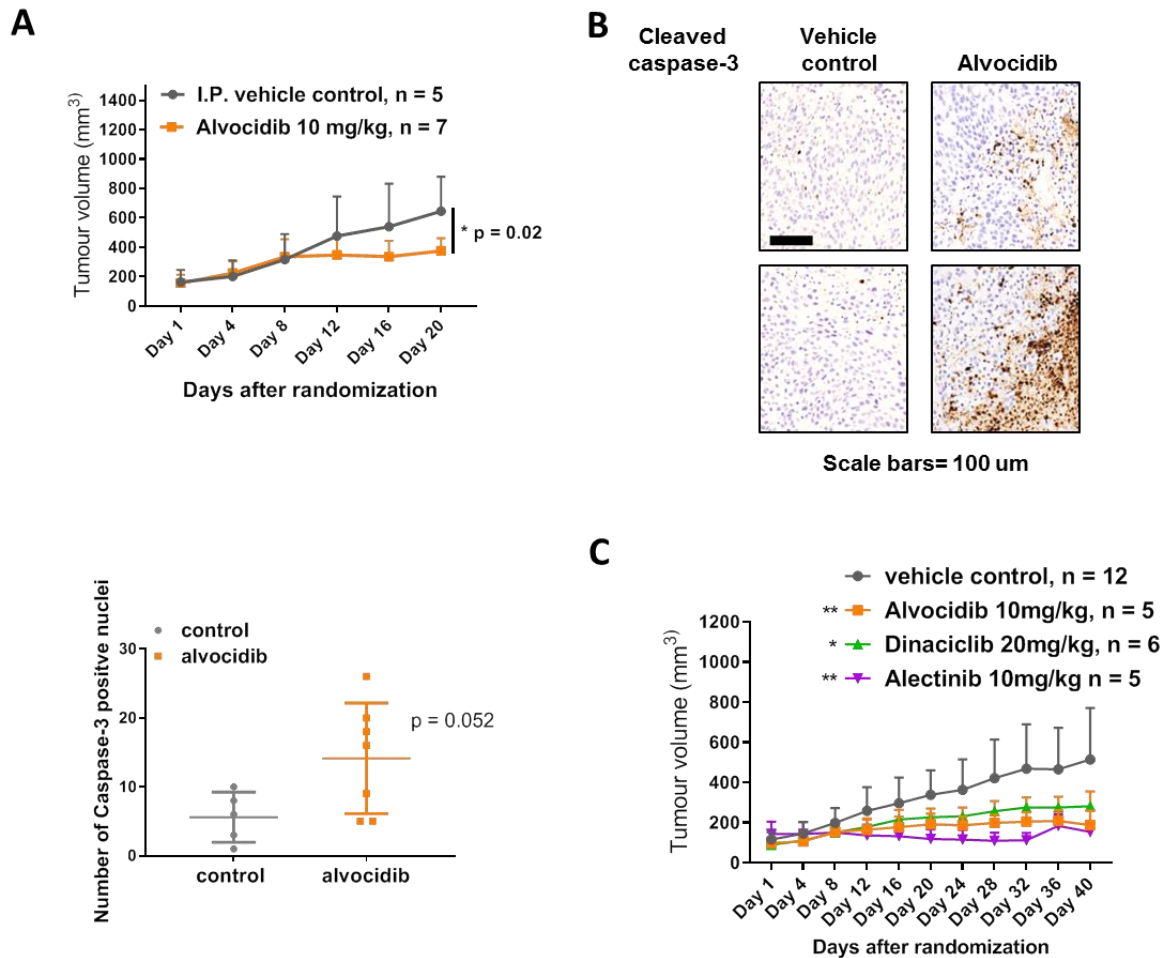 A
I.P. vehicle control, n = 5
Alvocidib 10 mg/kg, n = 7
Tumour volume (mm³)
1400
1200
1000
800
600
400
200
0
* p = 0.02
Day 1
Day 4
Day 8
Day 12
Day 16
Day 20
Days after randomization
B
Cleaved
caspase-3
Vehicle
control
Alvocidib
Scale bars= 100 um
Number of Caspase-3 positve nuclei
control
alvocidib
30
20
10
0
p = 0.052
control
alvocidib
C
vehicle control, n = 12
** Alvocidib 10mg/kg, n = 5
* Dinaciclib 20mg/kg, n = 6
** Alectinib 10mg/kg n = 5
Tumour volume (mm³)
1200
1000
800
600
400
200
0
Day 1
Day 4
Day 8
Day 12
Day 16
Day 20
Day 24
Day 28
Day 32
Day 36
Day 40
Days after randomization